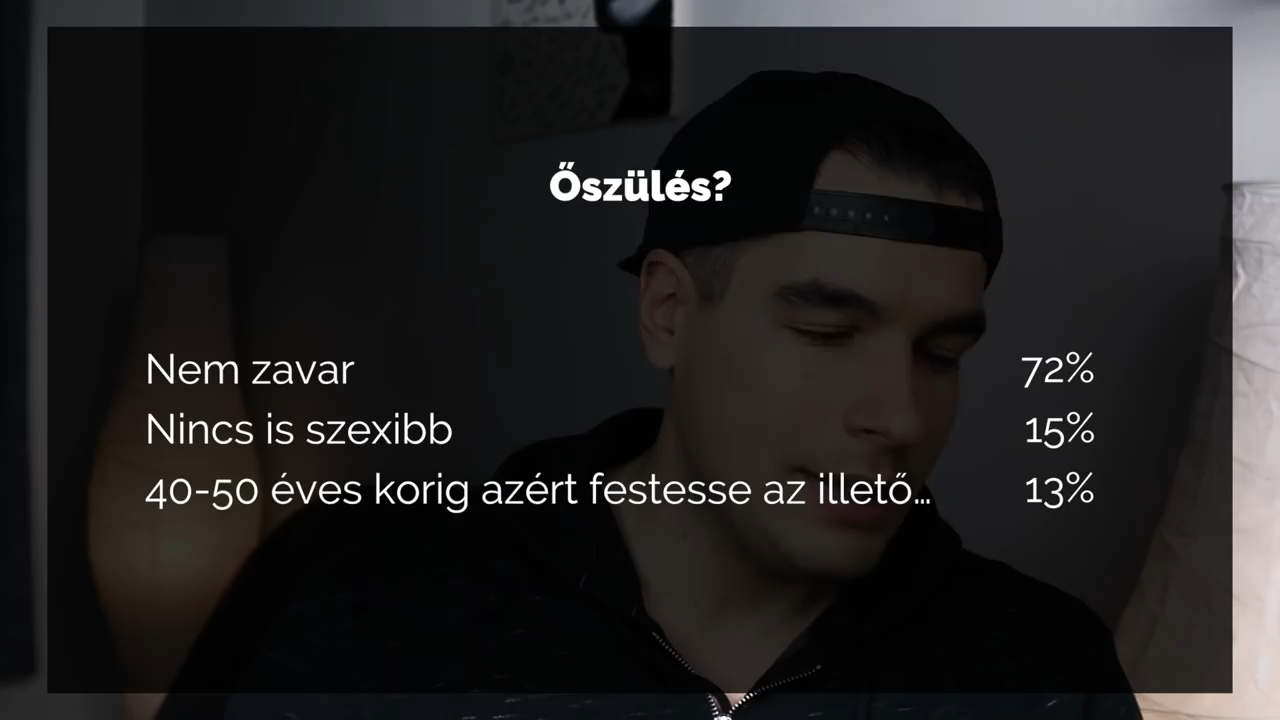 Őszülés?
Nem zavar 72%
Nincs is szexibb 15%
40-50 éves korig azért festesse az illető... 13%